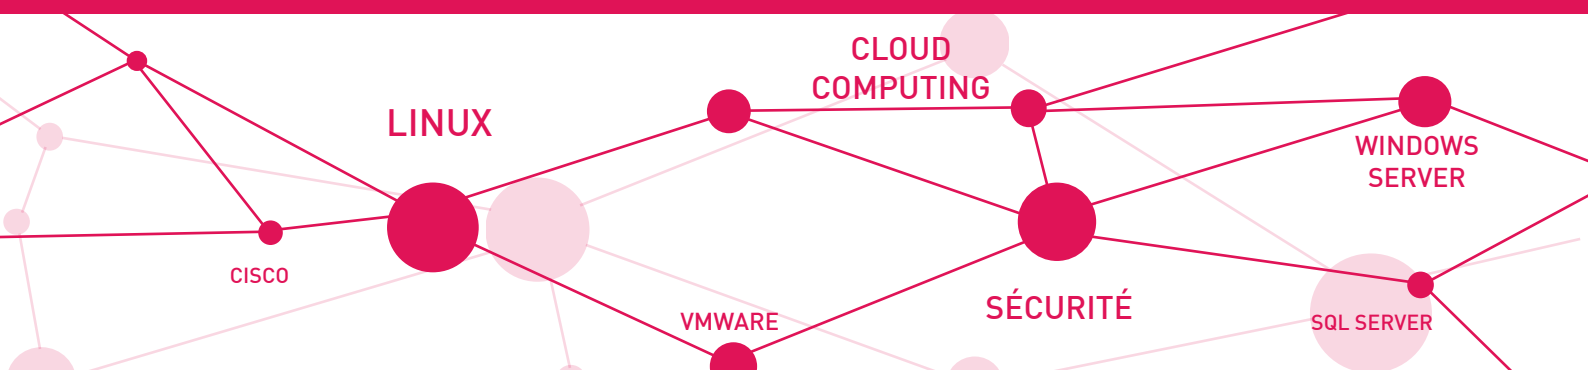 CLOUD
COMPUTING
LINUX
WINDOWS
SERVER
CISCO
SÉCURITÉ
VMWARE
SQL SERVER